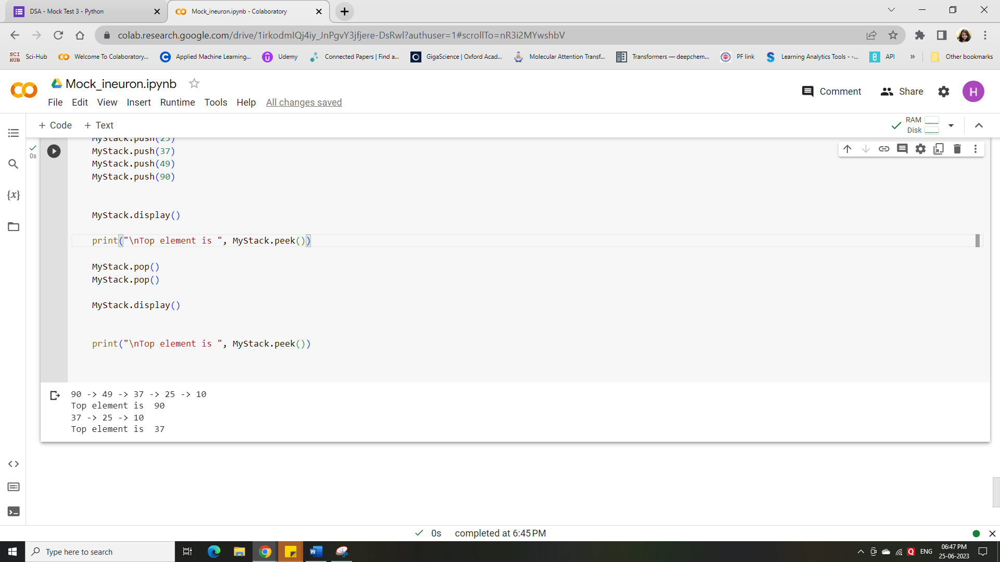 DSA - Mock Test 3 - Python
Mock_ineuron.ipynb - Colaboratory
colab.research.google.com/drive/1irkodmIQj4iy_JnPgvY3jfjere-DsRwl?authuser=1#scrollTo=nR3i2MYwshbV
SCI HUB Sci-Hub
Welcome To Colaboratory...
Applied Machine Learning...
Udemy
Connected Papers | Find a...
GigaScience | Oxford Acad...
Molecular Attention Transf...
Transformers — deepchem...
PF link
Learning Analytics Tools - -...
API
»
Other bookmarks
Mock_ineuron.ipynb
File Edit View Insert Runtime Tools Help All changes saved
Comment
Share
H
+ Code + Text
RAM
Disk
{x}
0s
MyStack.push(25)
MyStack.push(37)
MyStack.push(49)
MyStack.push(90)
MyStack.display()
print("\nTop element is ", MyStack.peek())
MyStack.pop()
MyStack.pop()
MyStack.display()
print("\nTop element is ", MyStack.peek())
90 -> 49 -> 37 -> 25 -> 10
Top element is  90
37 -> 25 -> 10
Top element is  37
0s completed at 6:45 PM
Type here to search
ENG
06:47 PM
25-06-2023